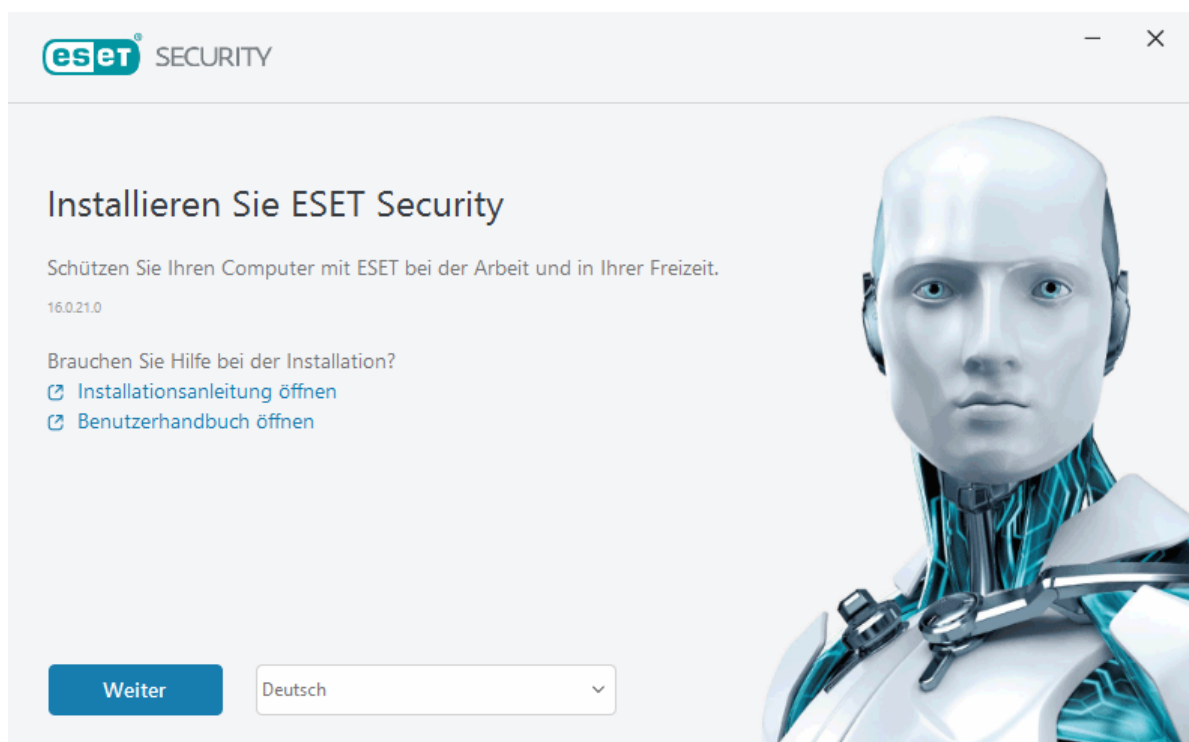 eset® SECURITY
Installieren Sie ESET Security
Schützen Sie Ihren Computer mit ESET bei der Arbeit und in Ihrer Freizeit.
16.0.21.0
Brauchen Sie Hilfe bei der Installation?
Installationsanleitung öffnen
Benutzerhandbuch öffnen
Weiter
Deutsch